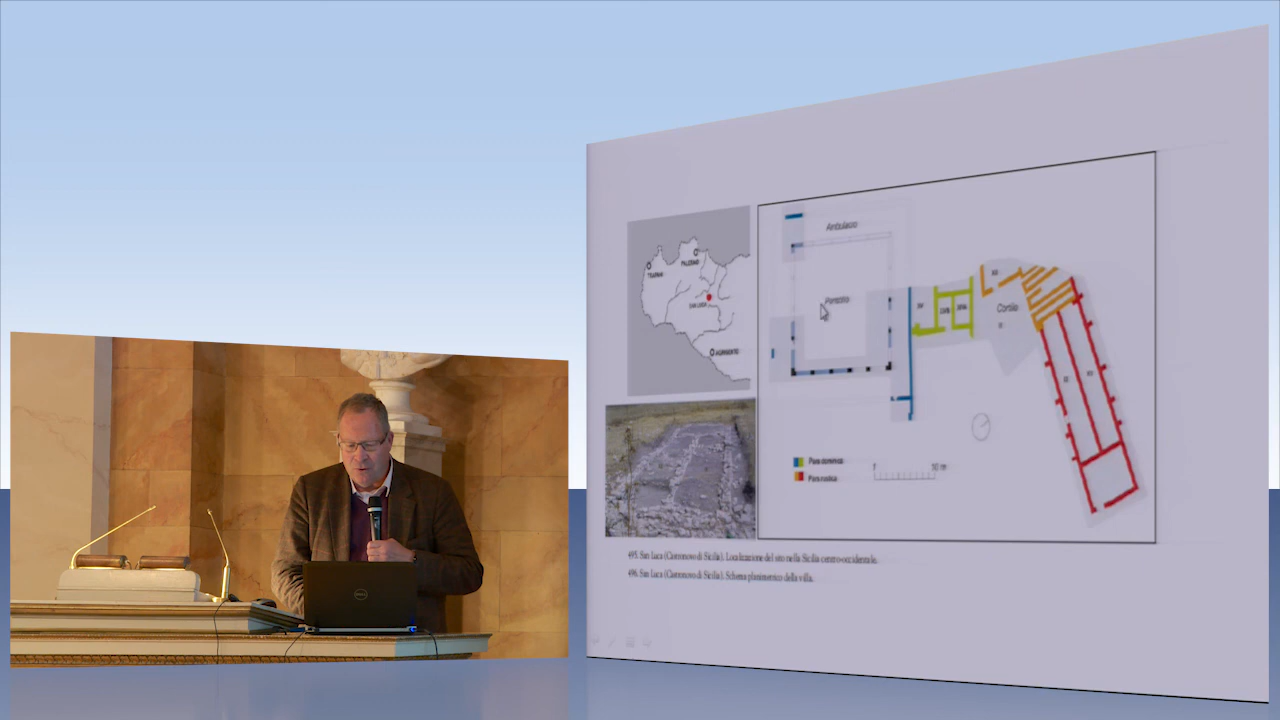 TRAPANI
PALERMO
SAN LUCA
AGRIGENTO
Ambulacro
Peristilio
Cortile
Pars dominica
Pars rustica
10 m
495. San Luca (Castronovo di Sicilia). Localizzazione del sito nella Sicilia centro-occidentale.
496. San Luca (Castronovo di Sicilia). Schema planimetrico della villa.
DELL